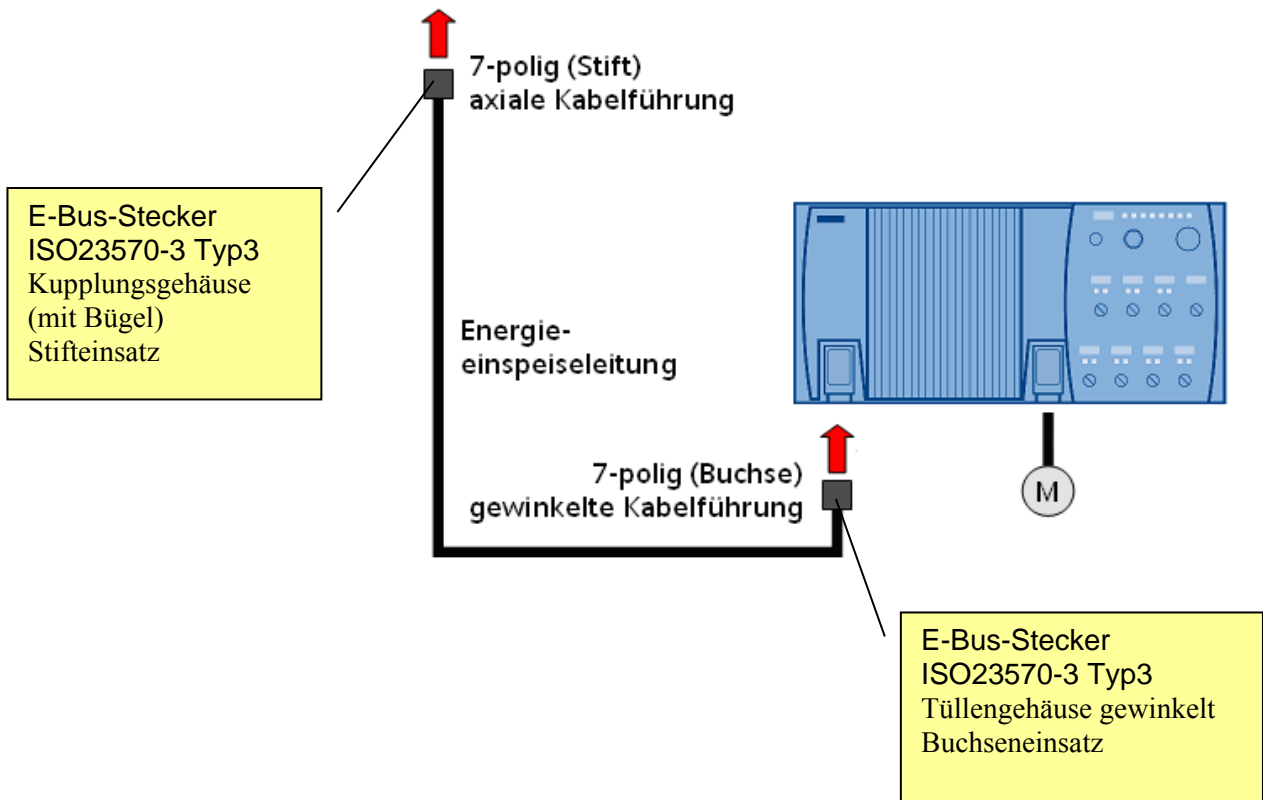 7-polig (Stift)
axiale Kabelführung
E-Bus-Stecker
ISO23570-3 Typ3
Kupplungsgehäuse
(mit Bügel)
Stifteinsatz
Energie-
einspeiseleitung
7-polig (Buchse)
gewinkelte Kabelführung
M
E-Bus-Stecker
ISO23570-3 Typ3
Tüllengehäuse gewinkelt
Buchseneinsatz